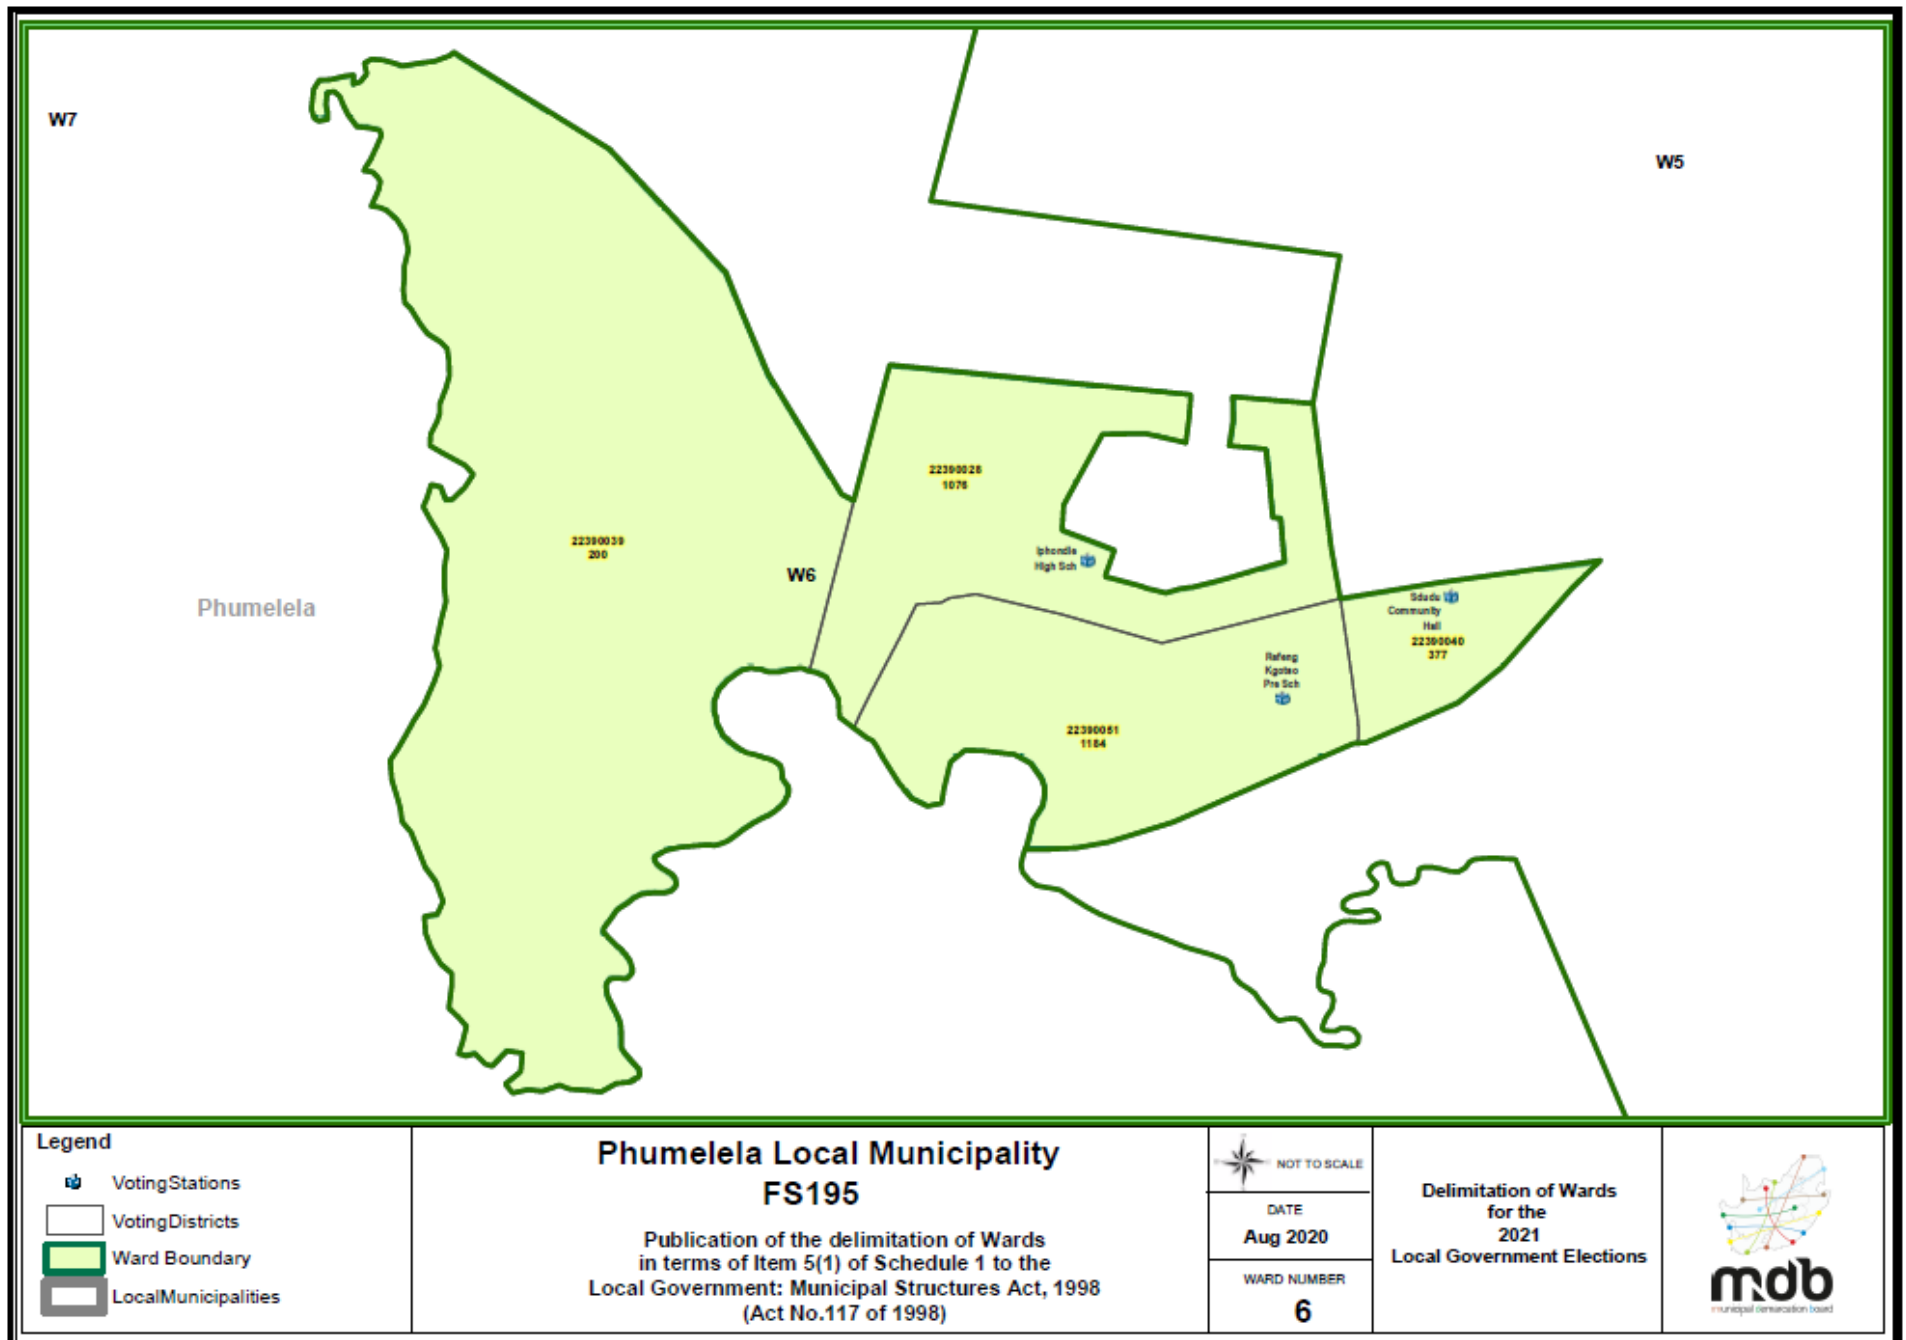 W7
W5
22390028
1076
22390039
200
Iphondle
High Sch
W6
Phumelela
Sdudu
Community
Hall
22390040
377
Rafeng
Kgotso
Pre Sch
22390051
1184
Legend
VotingStations
VotingDistricts
Ward Boundary
LocalMunicipalities
Phumelela Local Municipality
FS195
Publication of the delimitation of Wards
in terms of Item 5(1) of Schedule 1 to the
Local Government: Municipal Structures Act, 1998
(Act No.117 of 1998)
NOT TO SCALE
DATE
Aug 2020
WARD NUMBER
6
Delimitation of Wards
for the
2021
Local Government Elections
mdb
municipal demarcation board